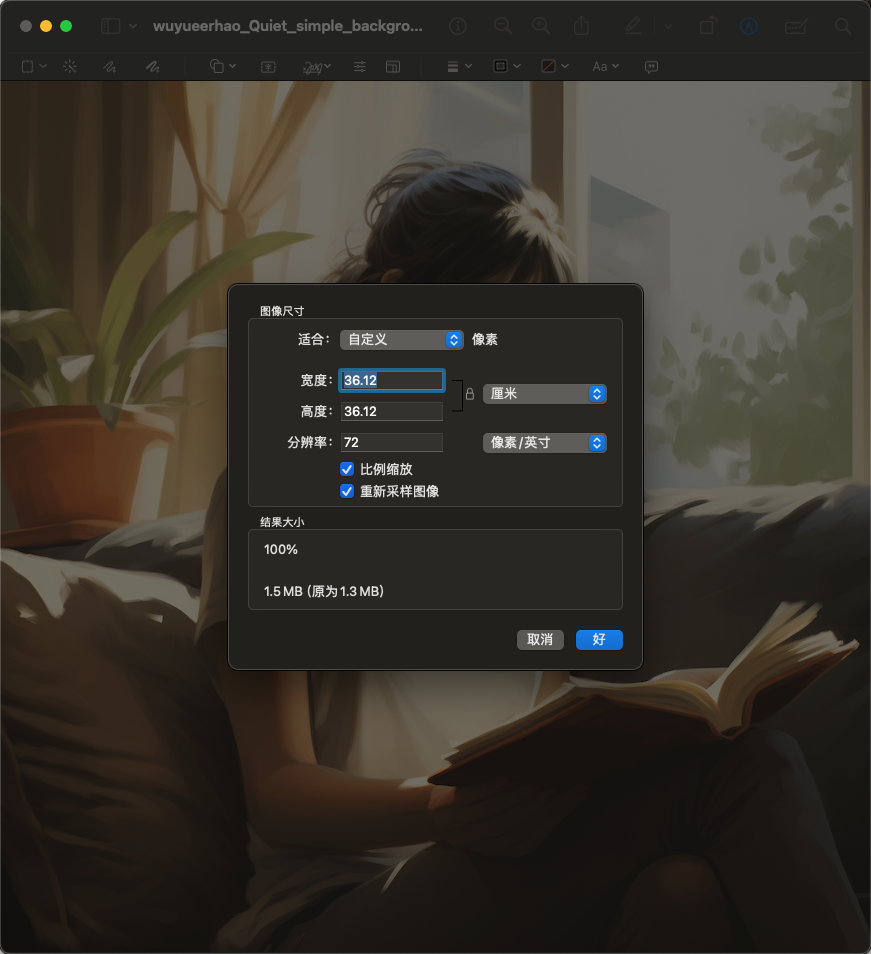 wuyueerhao_Quiet_simple_backgro...
Aa
图像尺寸
适合： 自定义 像素
宽度： 36.12 厘米
高度： 36.12
分辨率： 72 像素/英寸
比例缩放
重新采样图像
结果大小
100%
1.5 MB (原为 1.3 MB)
取消 好